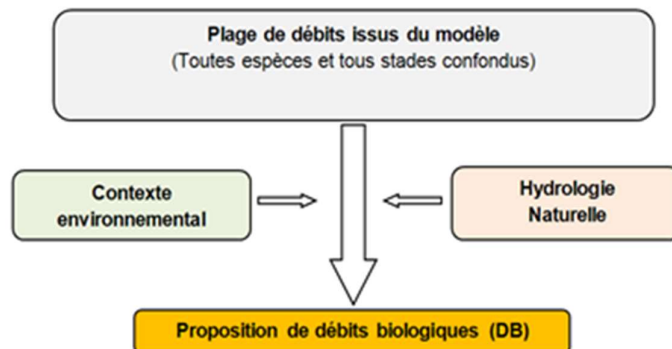 Plage de débits issus du modèle
(Toutes espèces et tous stades confondus)
Contexte
environnemental
Hydrologie
Naturelle
Proposition de débits biologiques (DB)